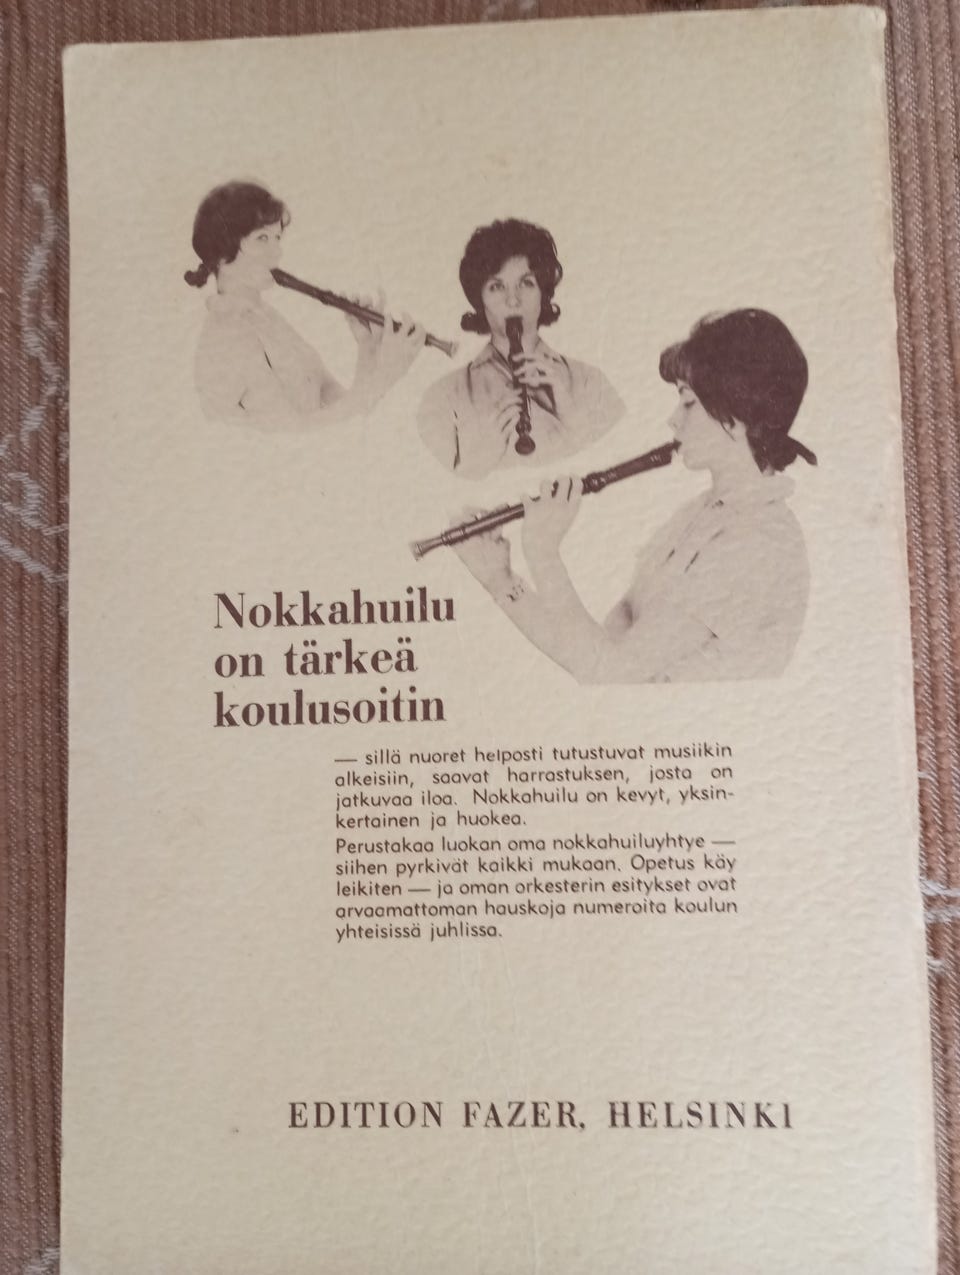 Nokkahuilu
on tärkeä
koulusoitin
— sillä nuoret helposti tutustuvat musiikin
alkeisiin, saavat harrastuksen, josta on
jatkuvaa iloa. Nokkahuilu on kevyt, yksin-
kertainen ja huokea.
Perustakaa luokan oma nokkahuiluyhtye —
siihen pyrkivät kaikki mukaan. Opetus käy
leikiten — ja oman orkesterin esitykset ovat
arvaamattoman hauskoja numeroita koulun
yhteisissä juhlissa.
EDITION FAZER, HELSINKI